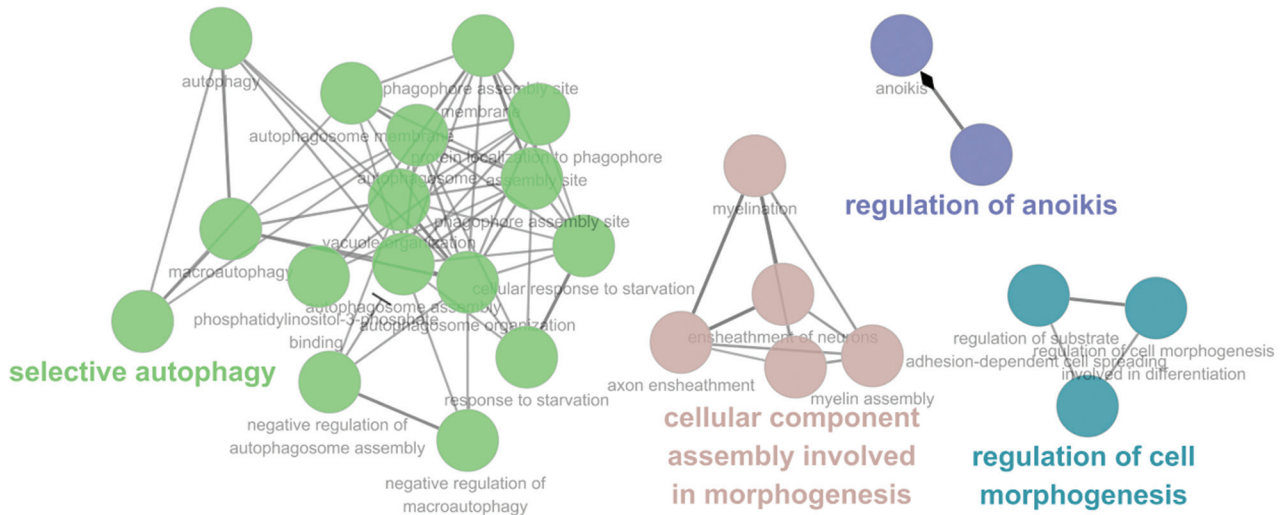 autophagy
phagophore assembly site
membrane
autophagosome membrane
protein localization to phagophore
assembly site
autophagosome
phagophore assembly site
vacuole organization
macroautophagy
cellular response to starvation
autophagosome assembly
phosphatidylinositol-3-phosphate
binding
autophagosome organization
selective autophagy
response to starvation
negative regulation of
autophagosome assembly
negative regulation of
macroautophagy
myelination
ensheathment of neurons
axon ensheathment
myelin assembly
cellular component
assembly involved
in morphogenesis
anoikis
regulation of anoikis
regulation of substrate
adhesion-dependent cell spreading
regulation of cell morphogenesis
involved in differentiation
regulation of cell
morphogenesis